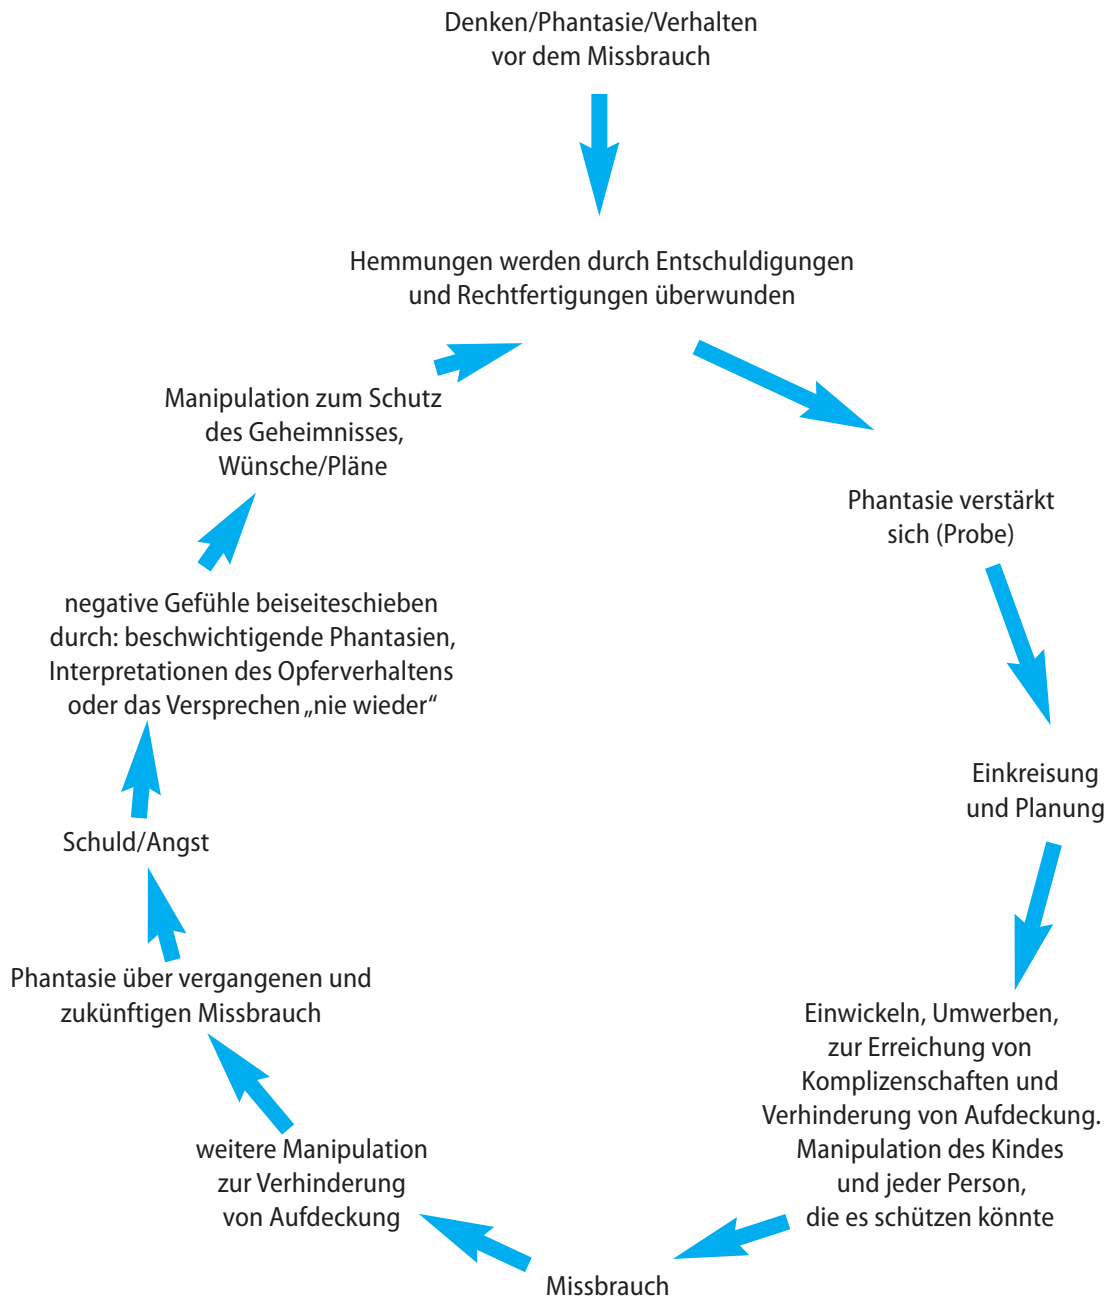 Denken/Phantasie/Verhalten
vor dem Missbrauch
Hemmungen werden durch Entschuldigungen
und Rechtfertigungen überwunden
Phantasie verstärkt
sich (Probe)
Einkreisung
und Planung
Einwickeln, Umwerben,
zur Erreichung von
Komplizenschaften und
Verhinderung von Aufdeckung.
Manipulation des Kindes
und jeder Person,
die es schützen könnte
Missbrauch
weitere Manipulation
zur Verhinderung
von Aufdeckung
Phantasie über vergangenen und
zukünftigen Missbrauch
Schuld/Angst
negative Gefühle beiseiteschieben
durch: beschwichtigende Phantasien,
Interpretationen des Opferverhaltens
oder das Versprechen „nie wieder“
Manipulation zum Schutz
des Geheimnisses,
Wünsche/Pläne